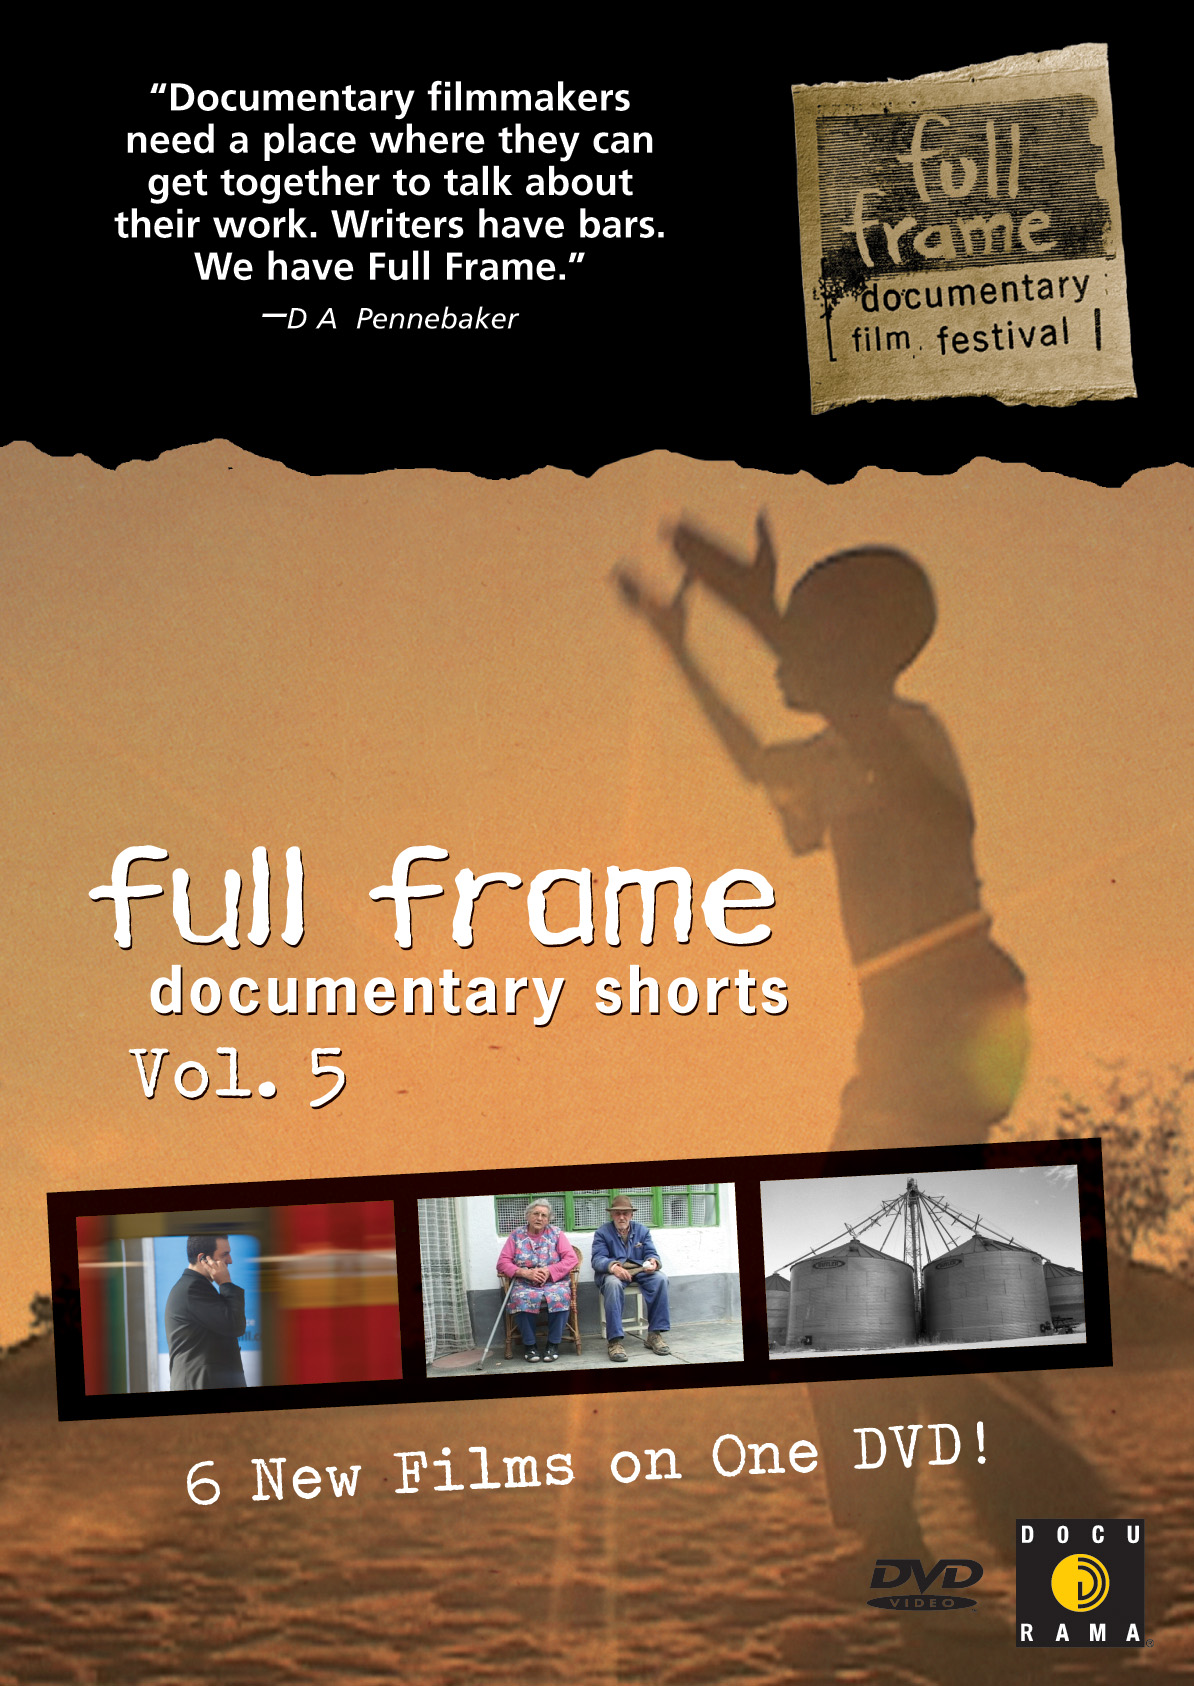 “Documentary filmmakers
need a place where they can
get together to talk about
their work. Writers have bars.
We have Full Frame.”
—D A Pennebaker
full
frame
documentary
film festival
full frame
documentary shorts
Vol. 5
6 New Films on One DVD!
DVD
VIDEO
DOCU
RAMA